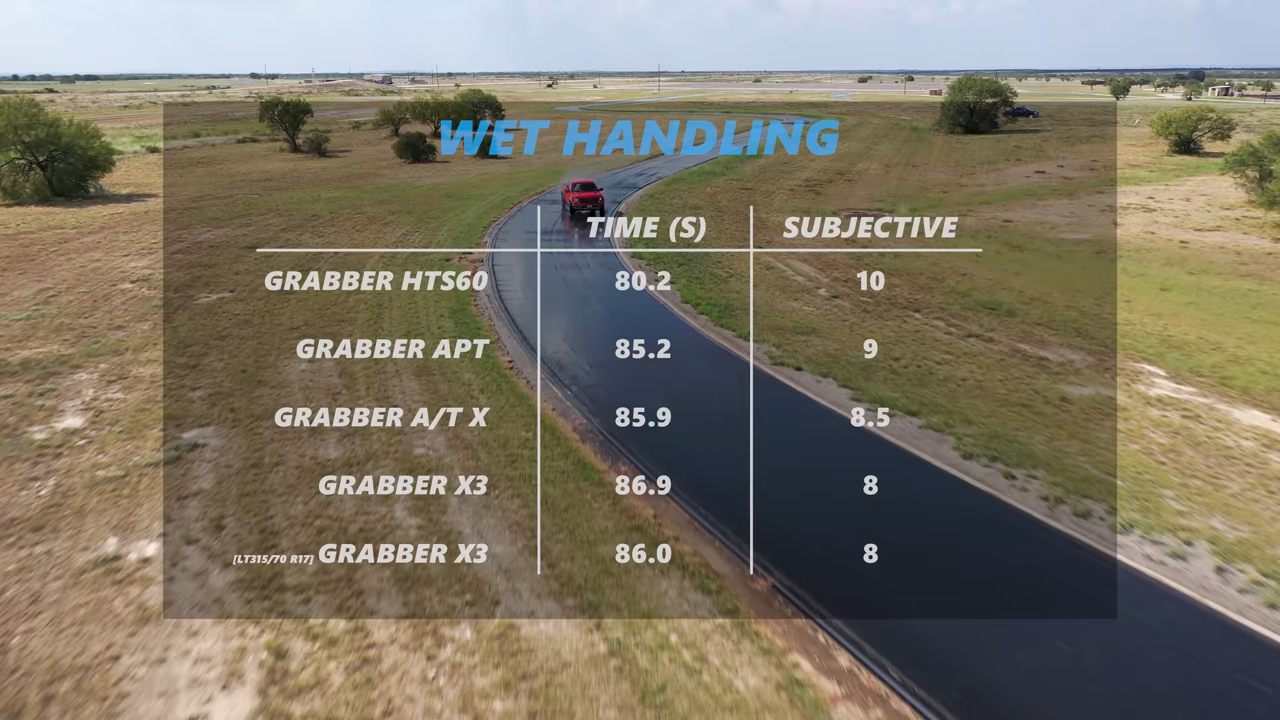 WET HANDLING
TIME (S) SUBJECTIVE
GRABBER HTS60 80.2 10
GRABBER APT 85.2 9
GRABBER A/T X 85.9 8.5
GRABBER X3 86.9 8
[LT315/70 R17] GRABBER X3 86.0 8